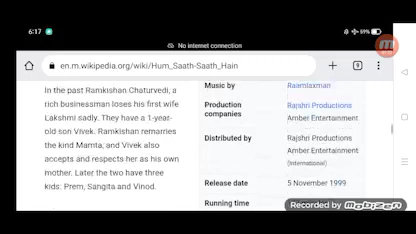 6:17
59%
No internet connection
en.m.wikipedia.org/wiki/Hum_Saath-Saath_Hain
9
In the past Ramkishan Chaturvedi, a
rich businessman loses his first wife
Lakshmi sadly. They have a 1-year-
old son Vivek. Ramkishan remarries
the kind Mamta, and Vivek also
accepts and respects her as his own
mother. Later the two have three
kids: Prem, Sangita and Vinod.
Music by Raamlaxman
Production Rajshri Productions
companies Amber Entertainment
Distributed by Rajshri Productions
Amber Entertainment
(International)
Release date 5 November 1999
Running time
Recorded by Mobizen